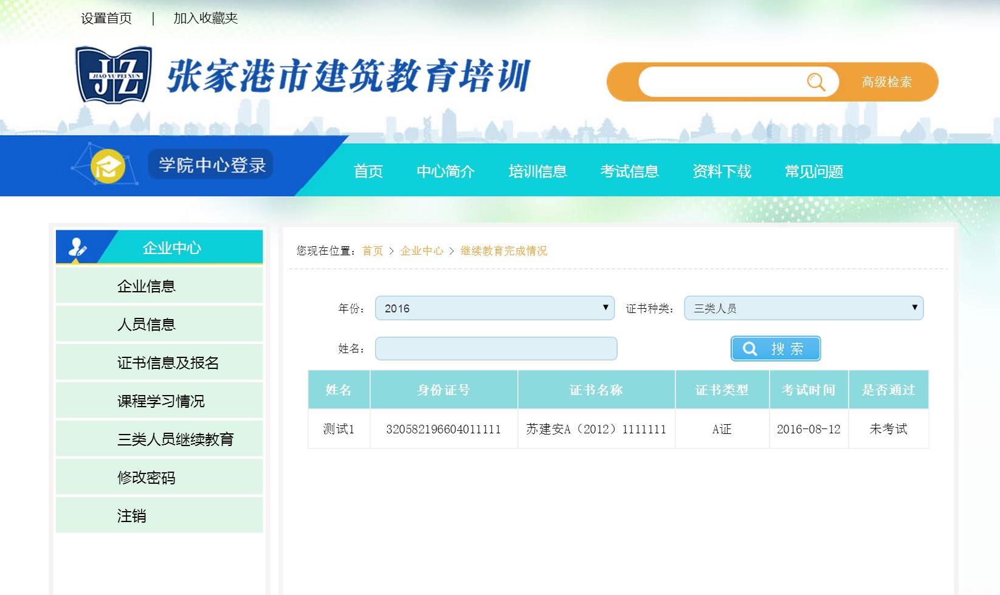 设置首页 | 加入收藏夹
JZ
JIAO YU PEI XUN
张家港市建筑教育培训
高级检索
学院中心登录
首页 中心简介 培训信息 考试信息 资料下载 常见问题
企业中心
企业信息
人员信息
证书信息及报名
课程学习情况
三类人员继续教育
修改密码
注销
您现在位置：首页 > 企业中心 > 继续教育完成情况
年份： 2016 证书种类： 三类人员
姓名： 搜索
姓名 身份证号 证书名称 证书类型 考试时间 是否通过
测试1 320582196604011111 苏建安A（2012）1111111 A证 2016-08-12 未考试